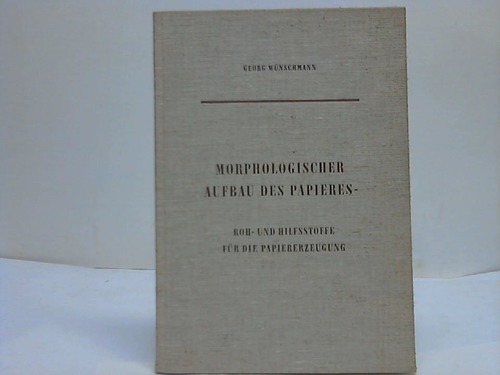 GEORG WÜNSCHMANN
MORPHOLOGISCHER
AUFBAU DES PAPIERES-
ROH- UND HILFSSTOFFE
FÜR DIE PAPIERERZEUGUNG